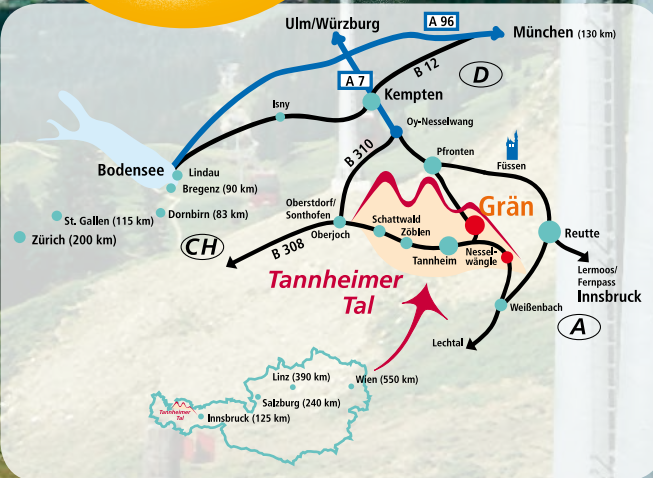 Ulm/Würzburg
A 96
München (130 km)
A 7
B 12
D
Kempten
Isny
Oy-Nesselwang
Bodensee
Lindau
Bregenz (90 km)
B 310
Pfronten
Füssen
St. Gallen (115 km)
Dornbirn (83 km)
Zürich (200 km)
CH
Oberstdorf/
Sonthofen
Oberjoch
B 308
Schattwald
Zöblen
Tannheim
Grän
Nessel-
wängle
Reutte
Lermoos/
Fernpass
Innsbruck
Tannheimer
Tal
Weißenbach
A
Lechtal
Linz (390 km)
Wien (550 km)
Salzburg (240 km)
Tannheimer
Tal
Innsbruck (125 km)